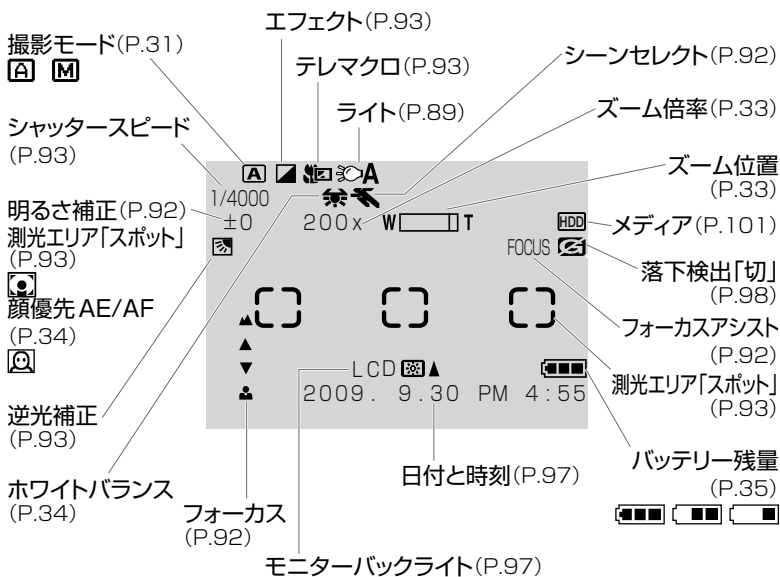 エフェクト(P.93)
撮影モード(P.31)
A M
テレマクロ(P.93)
シーンセレクト(P.92)
ライト(P.89)
ズーム倍率(P.33)
シャッタースピード
(P.93)
ズーム位置
(P.33)
A A
1/4000
明るさ補正(P.92)
±0 200x W T
HDD
メディア(P.101)
測光エリア「スポット」
(P.93)
FOCUS
落下検出「切」
(P.98)
顔優先AE/AF
(P.34)
フォーカスアシスト
(P.92)
LCD
測光エリア「スポット」
(P.93)
2009. 9.30 PM 4:55
逆光補正
(P.93)
バッテリー残量
(P.35)
日付と時刻(P.97)
ホワイトバランス
(P.34)
フォーカス
(P.92)
モニターバックライト(P.97)